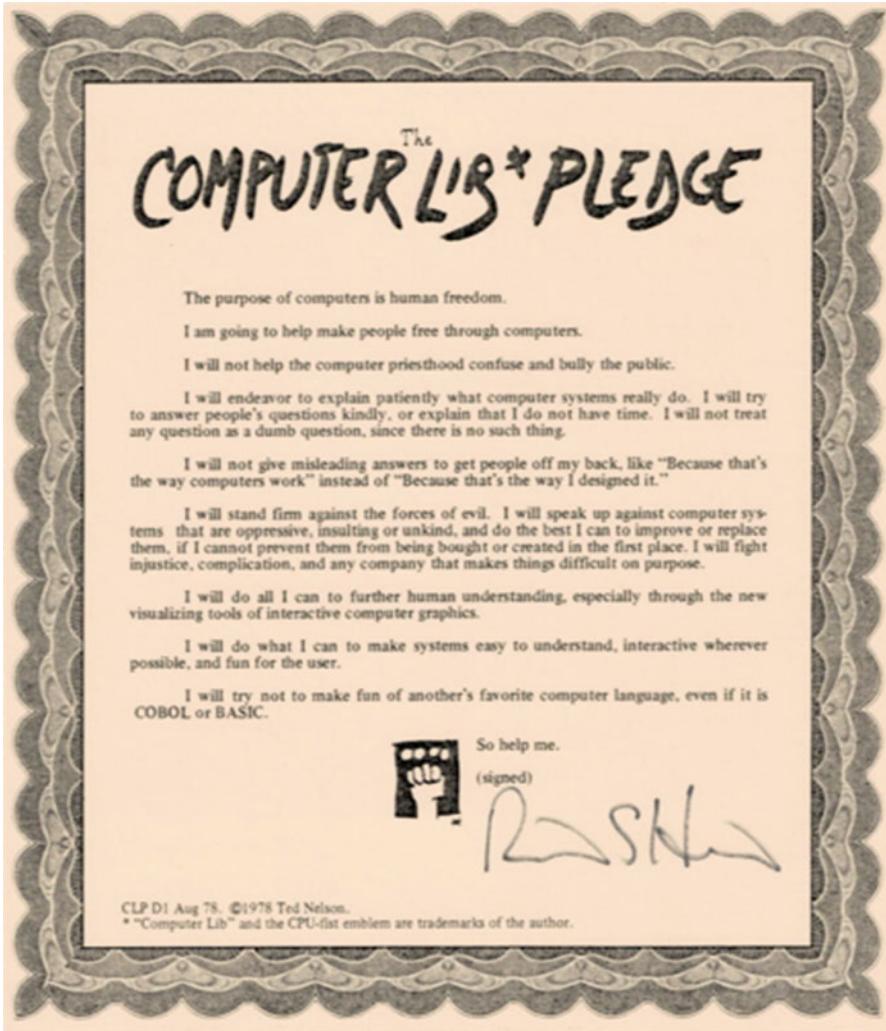 The
COMPUTER LIB* PLEDGE
The purpose of computers is human freedom.
I am going to help make people free through computers.
I will not help the computer priesthood confuse and bully the public.
I will endeavor to explain patiently what computer systems really do. I will try
to answer people's questions kindly, or explain that I do not have time. I will not treat
any question as a dumb question, since there is no such thing.
I will not give misleading answers to get people off my back, like “Because that's
the way computers work” instead of “Because that's the way I designed it.”
I will stand firm against the forces of evil. I will speak up against computer sys-
tems that are oppressive, insulting or unkind, and do the best I can to improve or replace
them, if I cannot prevent them from being bought or created in the first place. I will fight
injustice, complication, and any company that makes things difficult on purpose.
I will do all I can to further human understanding, especially through the new
visualizing tools of interactive computer graphics.
I will do what I can to make systems easy to understand, interactive wherever
possible, and fun for the user.
I will try not to make fun of another's favorite computer language, even if it is
COBOL or BASIC.
So help me.
(signed)
CLP D1 Aug 78. ©1978 Ted Nelson.
* “Computer Lib” and the CPU-fist emblem are trademarks of the author.